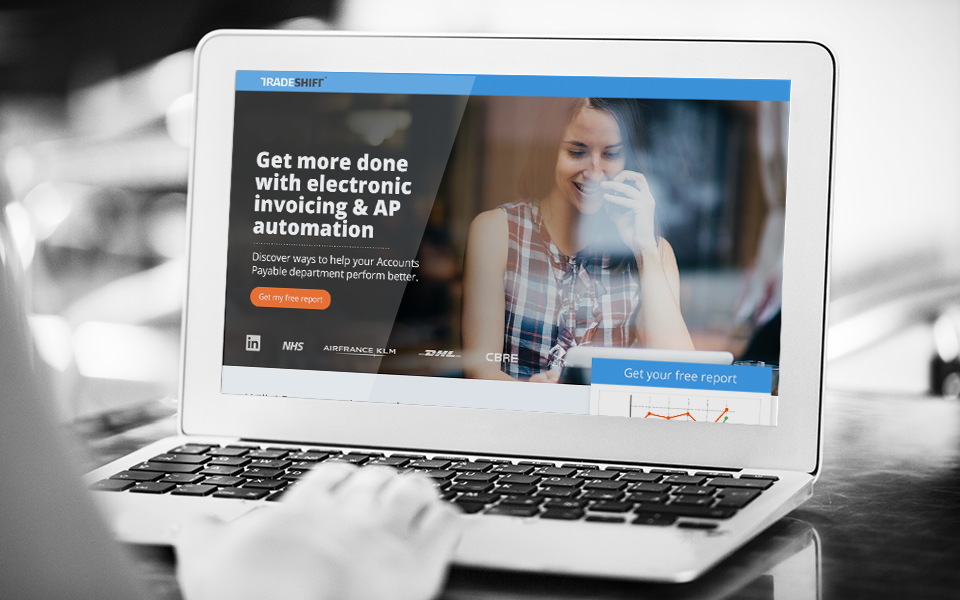 TRADESHIFT
Get more done
with electronic
invoicing & AP
automation
Discover ways to help your Accounts
Payable department perform better.
Get my free report
in NHS AIRFRANCE KLM DHL CBRE
Get your free report